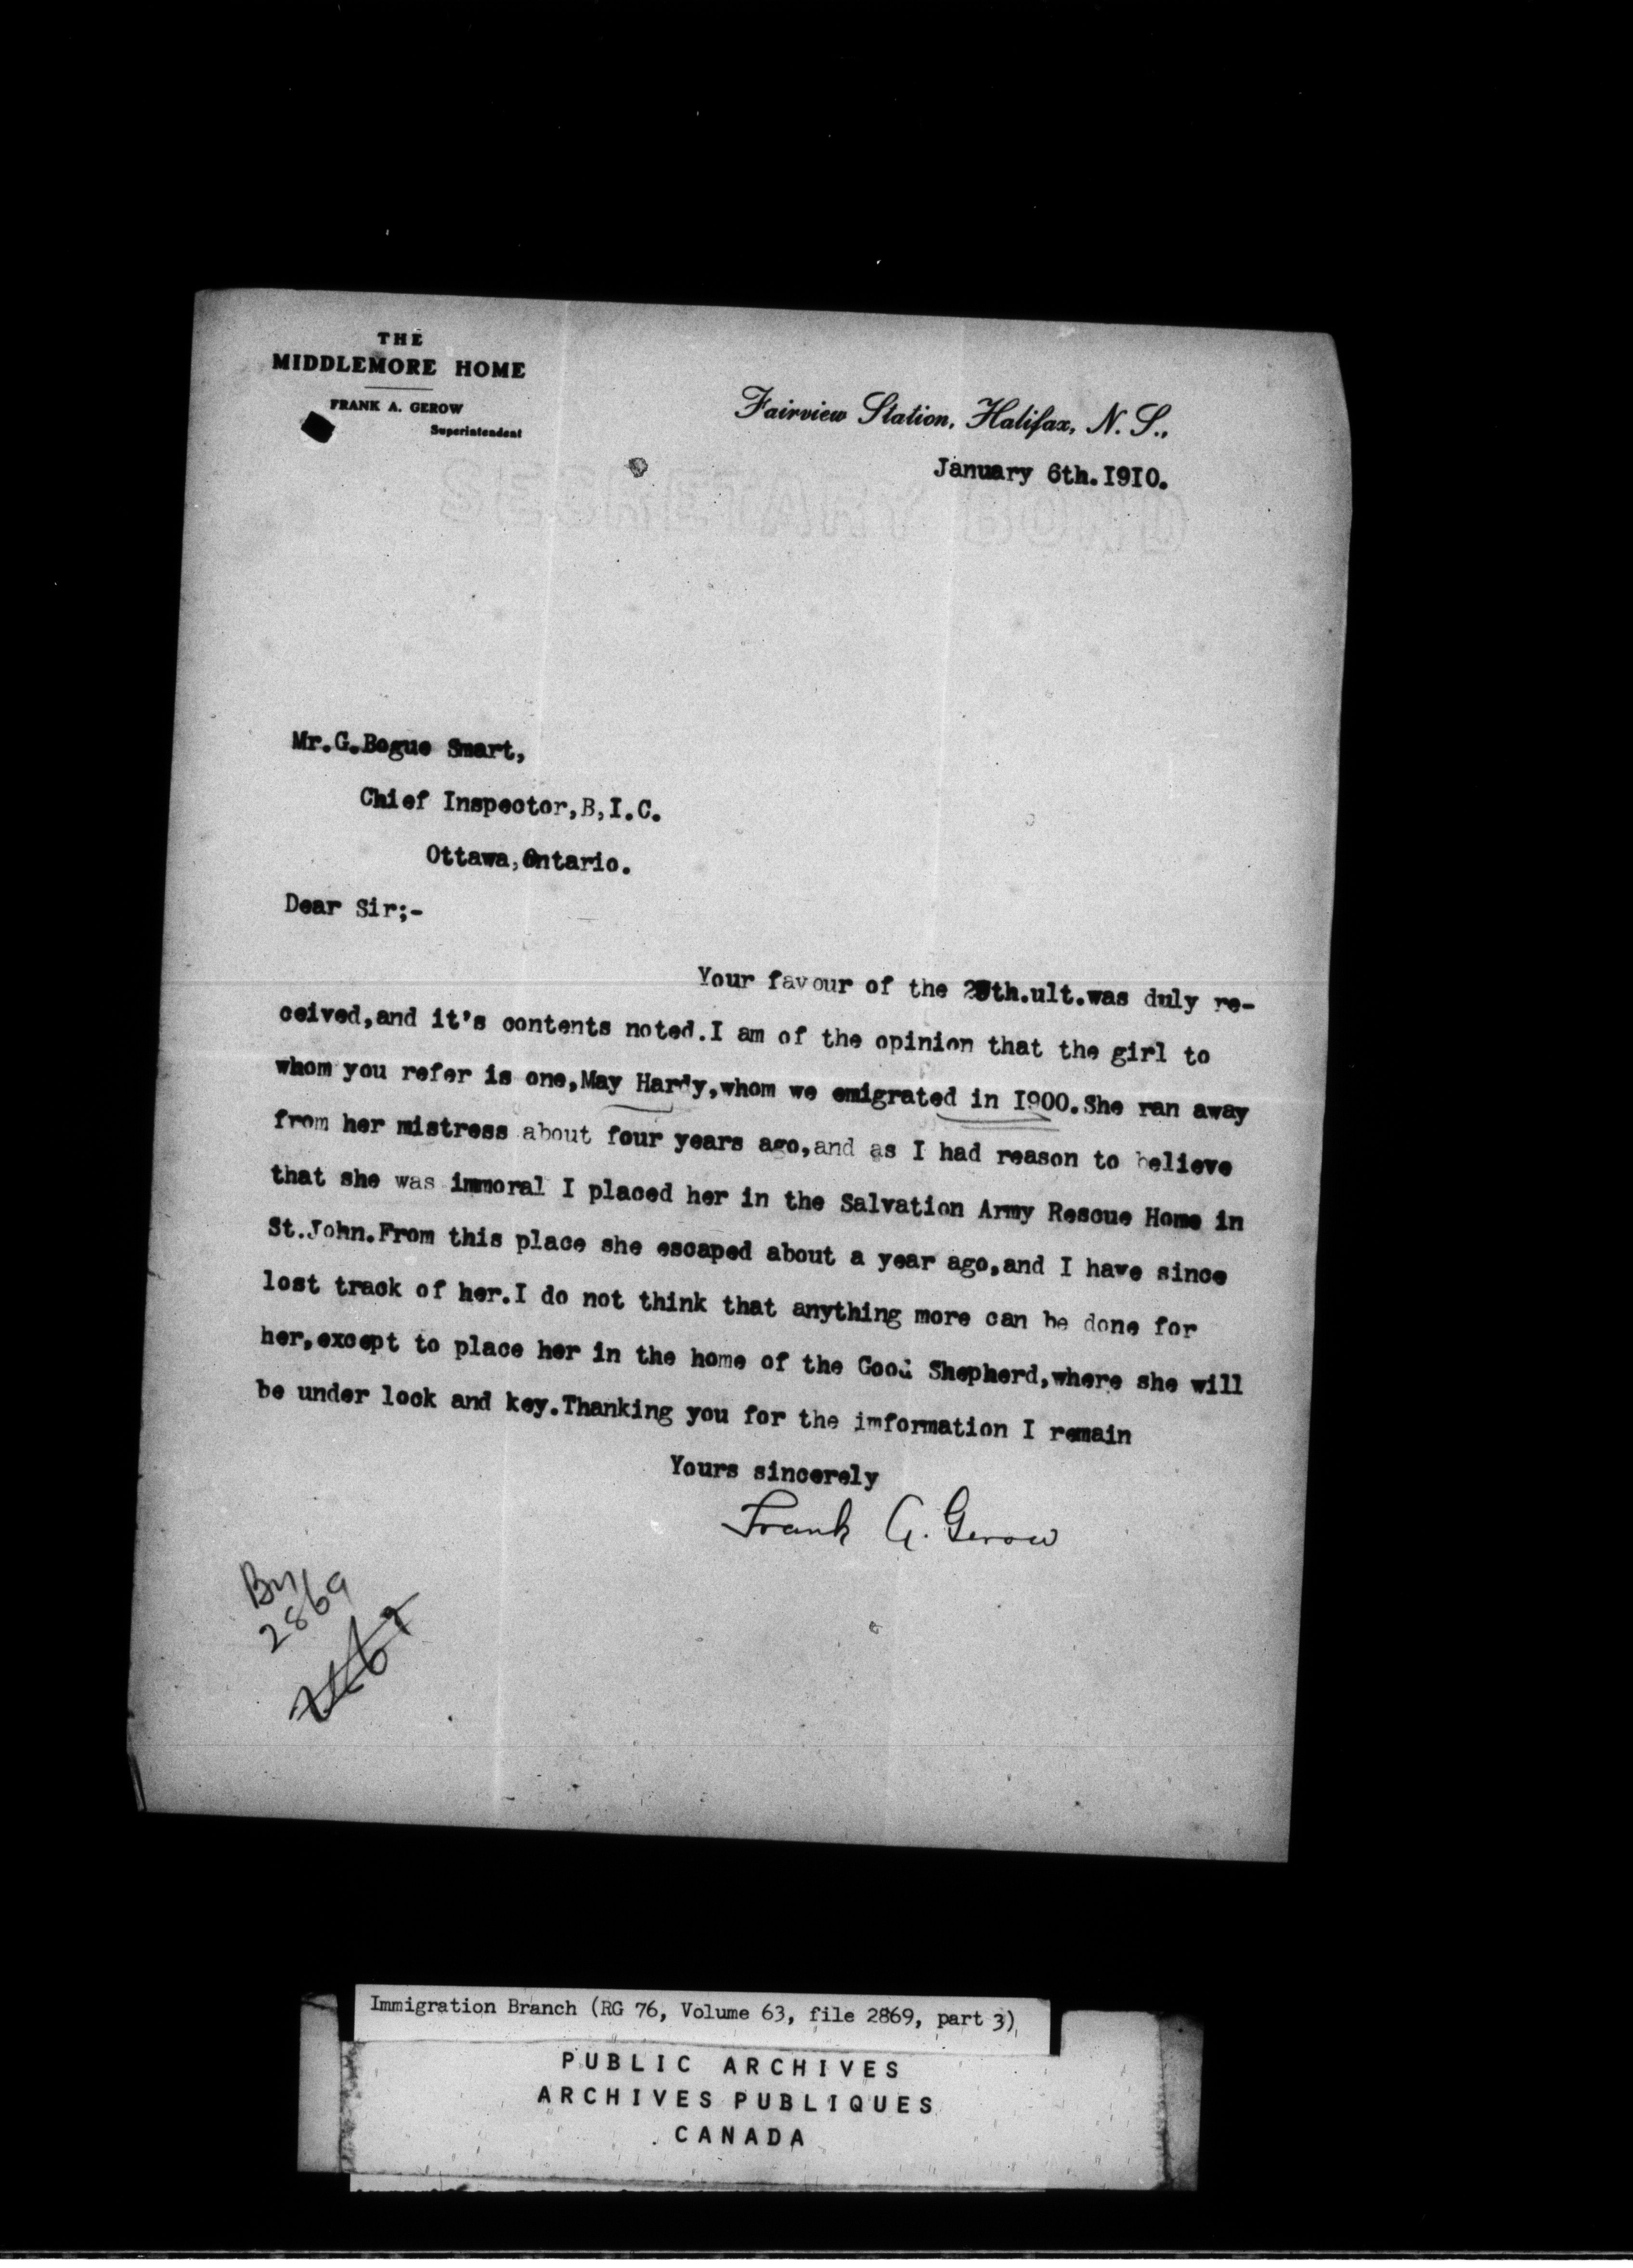 THE
MIDDLEMORE HOME
FRANK A. GEROW
Superintendent
Fairview Station, Halifax, N. S.,
January 6th.I9I0.
SECRETARY BOND
Mr.G.Bogue Smart,
Chief Inspector,B,I.C.
Ottawa,Ontario.
Dear Sir;-
Your favour of the th.ult.was duly re-
ceived,and it's contents noted.I am of the opinion that the girl to
whom you refer is one,May Hardy,whom we emigrated in I900.She ran away
from her mistress about four years ago,and as I had reason to believe
that she was immoral I placed her in the Salvation Army Rescue Home in
St.John.From this place she escaped about a year ago,and I have since
lost track of her.I do not think that anything more can be done for
her,except to place her in the home of the Good Shepherd,where she will
be under lock and key.Thanking you for the imformation I remain
Yours sincerely
Frank A. Gerow
2869
Immigration Branch (RG 76, Volume 63, file 2869, part 3)
PUBLIC ARCHIVES
ARCHIVES PUBLIQUES
CANADA